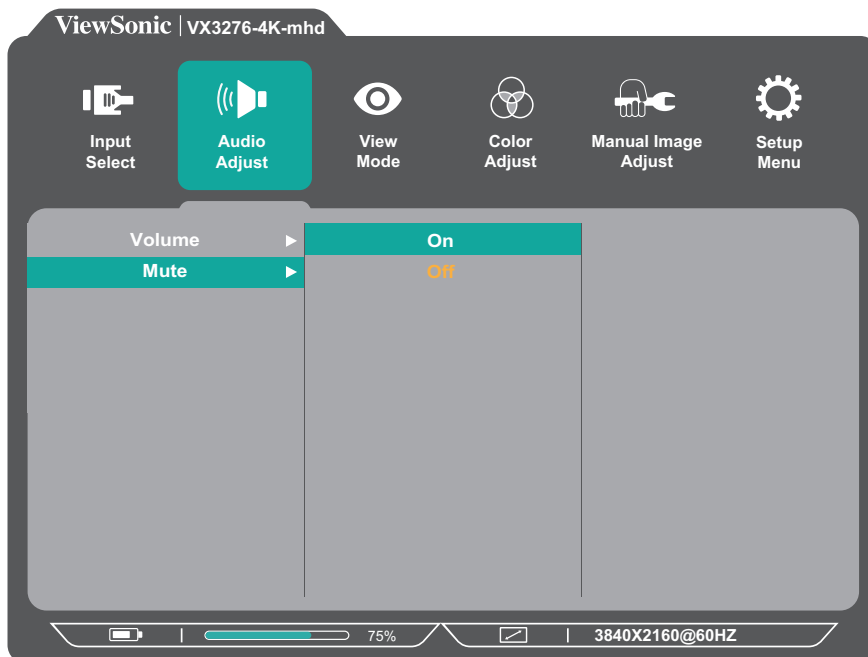 ViewSonic VX3276-4K-mhd
Input Select
Audio Adjust
View Mode
Color Adjust
Manual Image Adjust
Setup Menu
Volume
On
Mute
Off
75%
3840X2160@60HZ